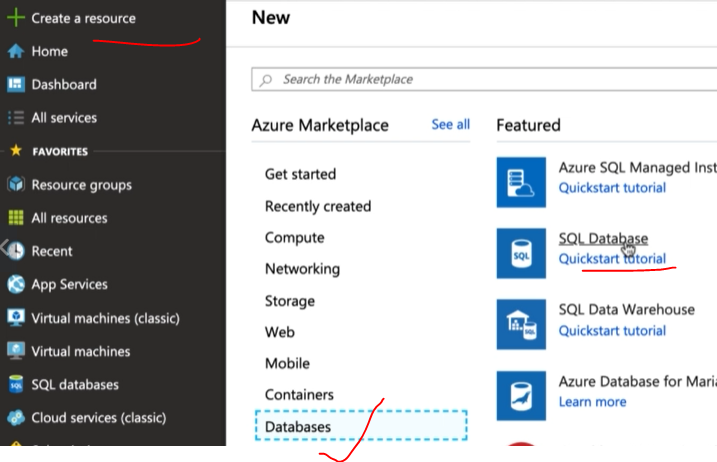 Create a resource
Home
Dashboard
All services
FAVORITES
Resource groups
All resources
Recent
App Services
Virtual machines (classic)
Virtual machines
SQL databases
Cloud services (classic)
New
Search the Marketplace
Azure Marketplace
See all
Get started
Recently created
Compute
Networking
Storage
Web
Mobile
Containers
Databases
Featured
Azure SQL Managed Inst
Quickstart tutorial
SQL
SQL Database
Quickstart tutorial
SQL Data Warehouse
Quickstart tutorial
Azure Database for Maria
Learn more